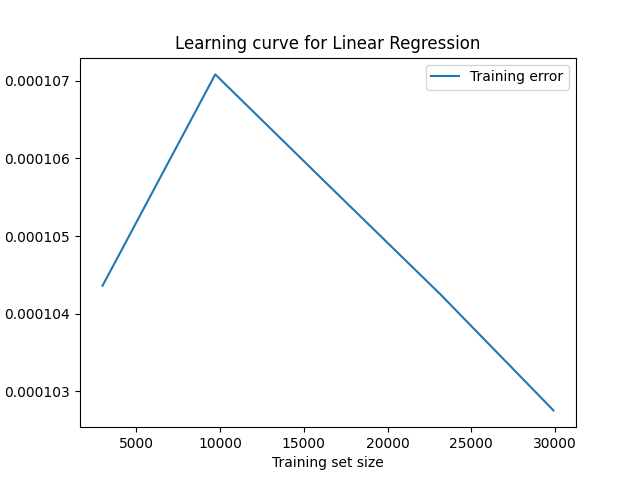 Learning curve for Linear Regression
Training error
0.000107
0.000106
0.000105
0.000104
0.000103
5000 10000 15000 20000 25000 30000
Training set size